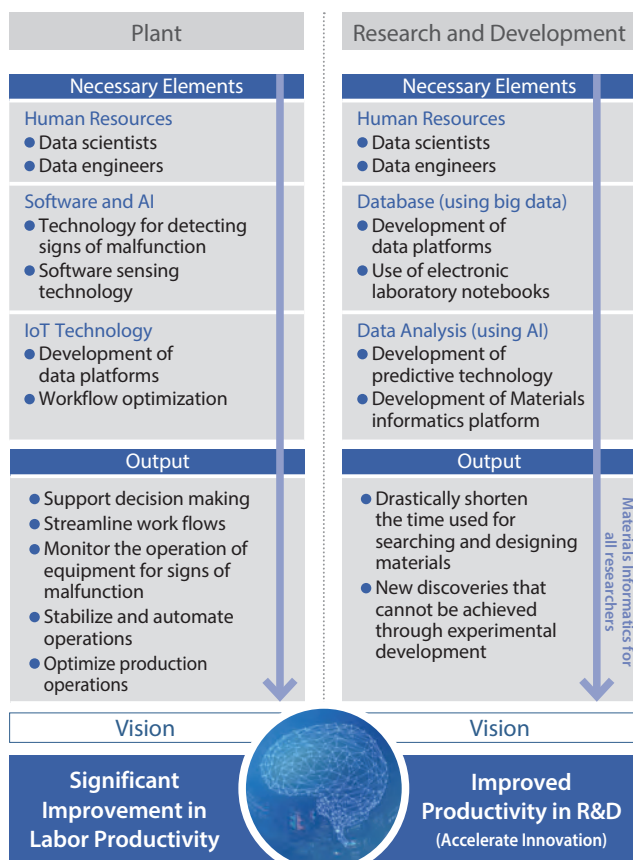 Plant
Necessary Elements
Human Resources
● Data scientists
● Data engineers
Software and AI
● Technology for detecting
signs of malfunction
● Software sensing
technology
IoT Technology
● Development of
data platforms
● Workflow optimization
Output
● Support decision making
● Streamline work flows
● Monitor the operation of
equipment for signs of
malfunction
● Stabilize and automate
operations
● Optimize production
operations
Vision
Significant
Improvement in
Labor Productivity
Research and Development
Necessary Elements
Human Resources
● Data scientists
● Data engineers
Database (using big data)
● Development of
data platforms
● Use of electronic
laboratory notebooks
Data Analysis (using AI)
● Development of
predictive technology
● Development of Materials
informatics platform
Output
● Drastically shorten
the time used for
searching and designing
materials
● New discoveries that
cannot be achieved
through experimental
development
Materials Informatics for
all researchers
Vision
Improved
Productivity in R&D
(Accelerate Innovation)